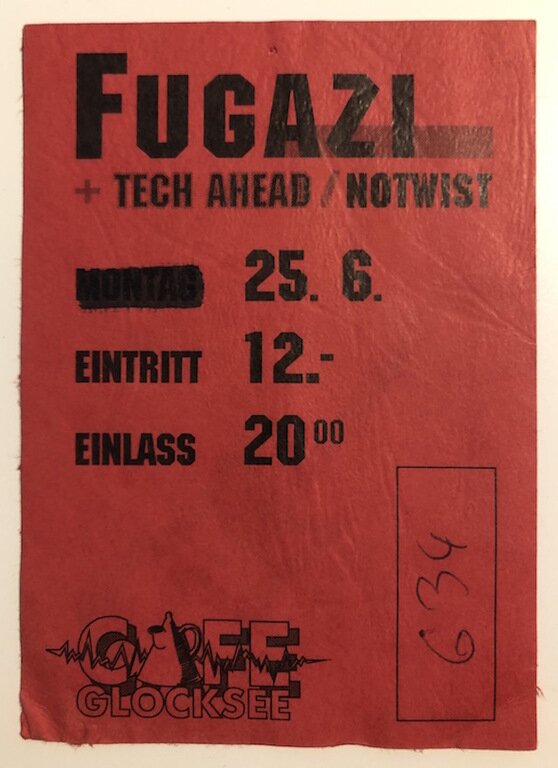 FUGAZI
+ TECH AHEAD / NOTWIST
MONTAG 25. 6.
EINTRITT 12.-
EINLASS 20 00
634
CAFE
GLOCKSEE